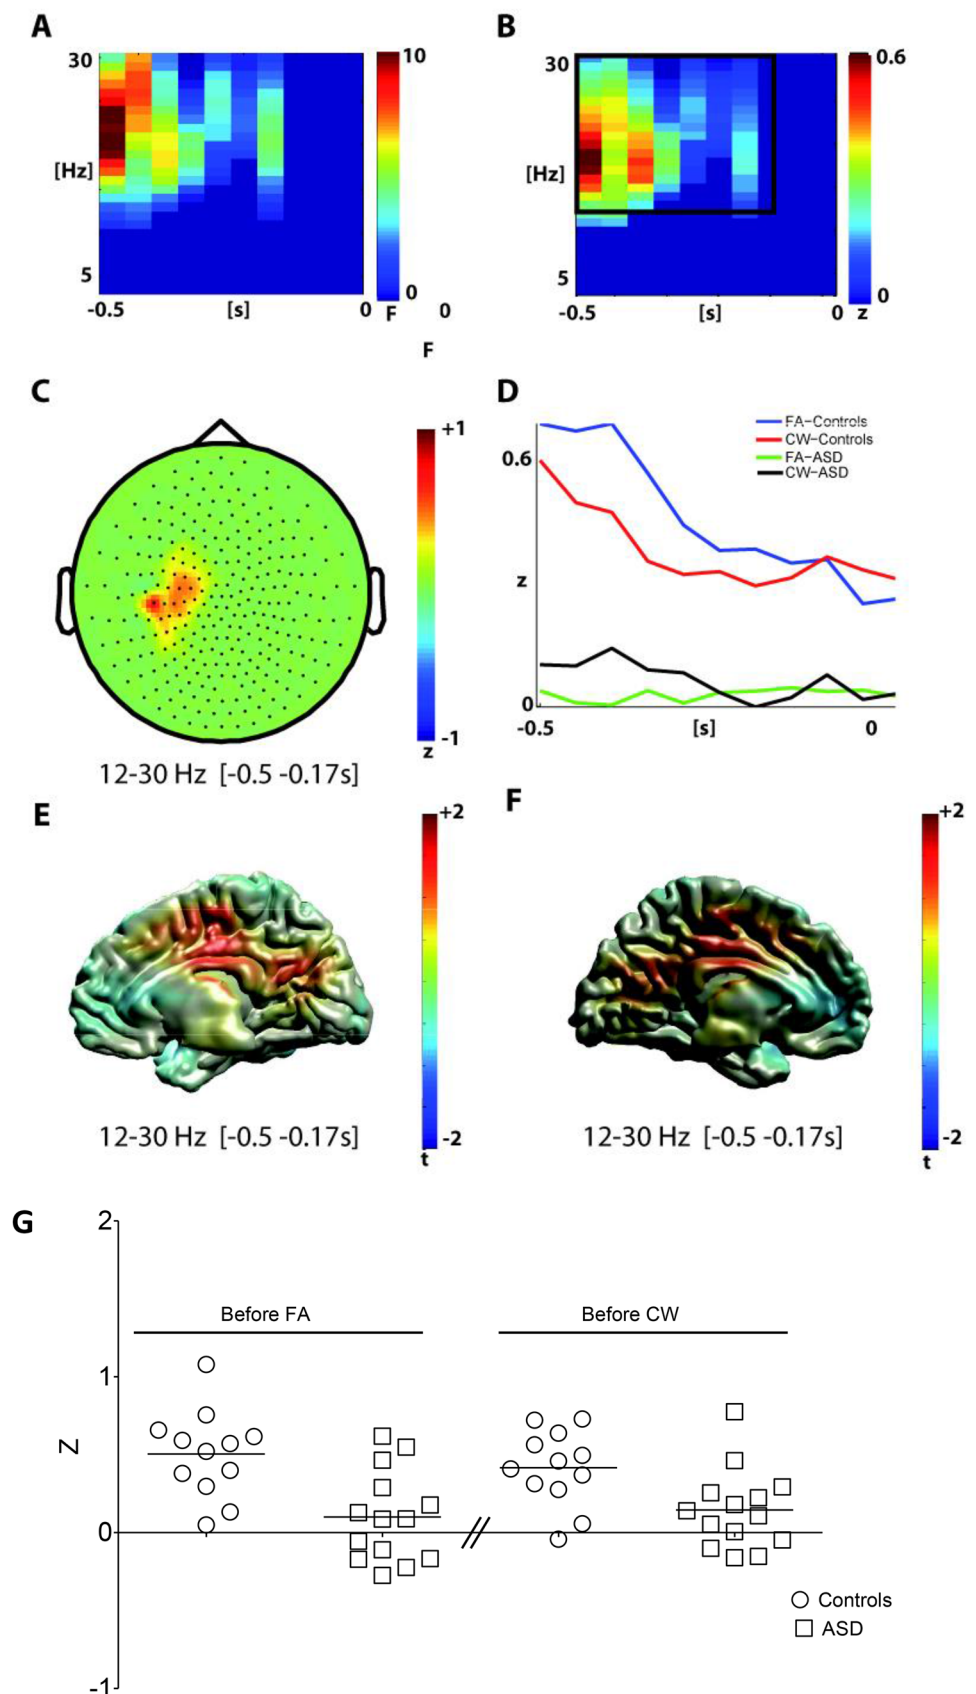 A
30
[Hz]
5
-0.5
[s]
0
10
0
F
0
F
B
30
[Hz]
5
-0.5
[s]
0
0.6
0
z
C
+1
-1
z
12-30 Hz [-0.5 -0.17s]
D
0.6
z
0
-0.5
[s]
0
FA–Controls
CW–Controls
FA–ASD
CW–ASD
E
+2
-2
t
12-30 Hz [-0.5 -0.17s]
F
+2
-2
t
12-30 Hz [-0.5 -0.17s]
G
2
1
0
-1
Z
Before FA
Before CW
Controls
ASD